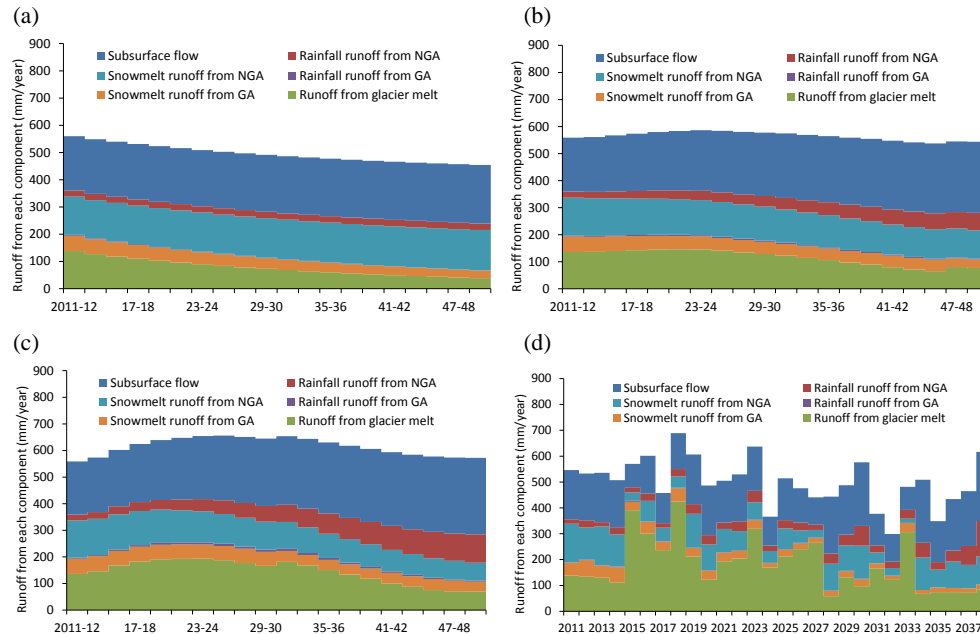 (a)
Runoff from each component (mm/year)
900
800
700
600
500
400
300
200
100
0
Subsurface flow
Rainfall runoff from NGA
Snowmelt runoff from NGA
Rainfall runoff from GA
Snowmelt runoff from GA
Runoff from glacier melt
2011-12 17-18 23-24 29-30 35-36 41-42 47-48
(b)
Runoff from each component (mm/year)
900
800
700
600
500
400
300
200
100
0
Subsurface flow
Rainfall runoff from NGA
Snowmelt runoff from NGA
Rainfall runoff from GA
Snowmelt runoff from GA
Runoff from glacier melt
2011-12 17-18 23-24 29-30 35-36 41-42 47-48
(c)
Runoff from each component (mm/year)
900
800
700
600
500
400
300
200
100
0
Subsurface flow
Rainfall runoff from NGA
Snowmelt runoff from NGA
Rainfall runoff from GA
Snowmelt runoff from GA
Runoff from glacier melt
2011-12 17-18 23-24 29-30 35-36 41-42 47-48
(d)
Runoff from each component (mm/year)
900
800
700
600
500
400
300
200
100
0
Subsurface flow
Rainfall runoff from NGA
Snowmelt runoff from NGA
Rainfall runoff from GA
Snowmelt runoff from GA
Runoff from glacier melt
2011 2013 2015 2017 2019 2021 2023 2025 2027 2029 2031 2033 2035 2037